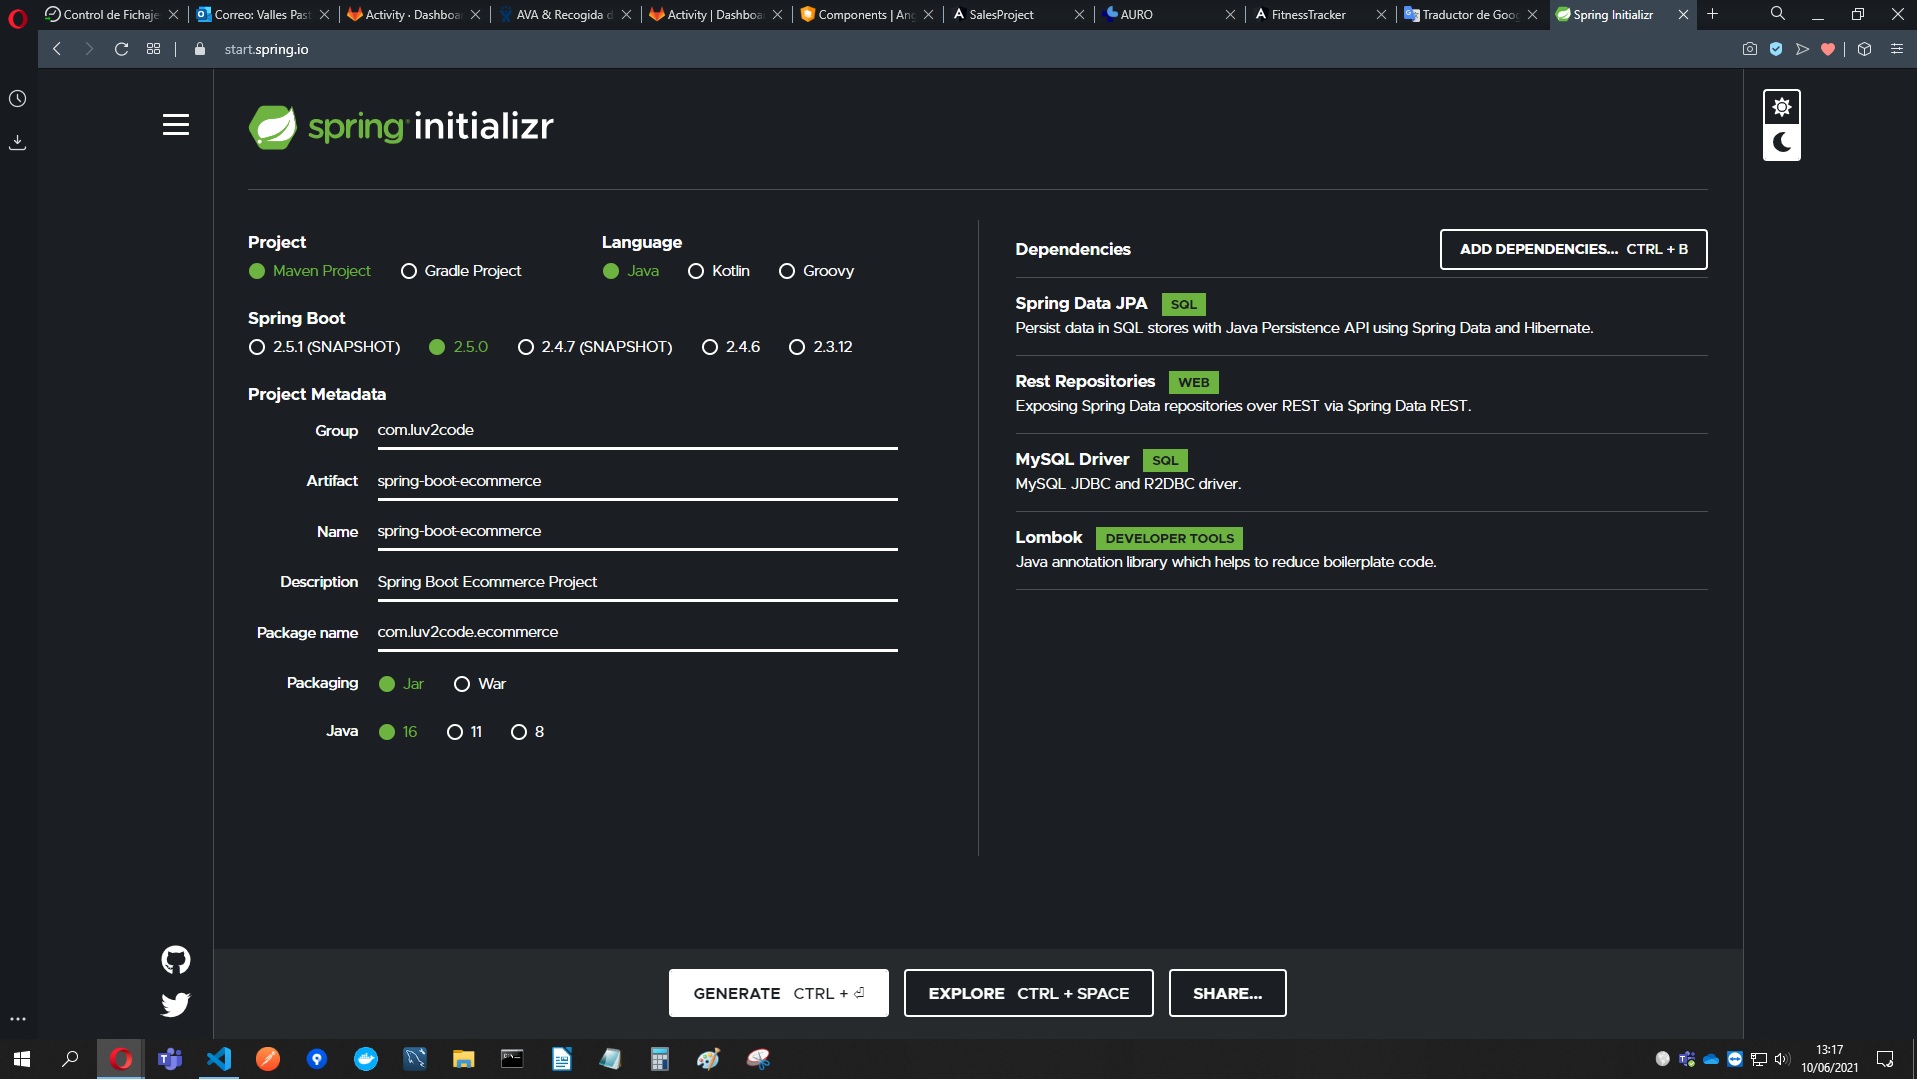 Control de Fichaje
Correo: Valles Past
Activity · Dashboar
AVA & Recogida d
Activity | Dashboa
Components | Ang
SalesProject
AURO
FitnessTracker
Traductor de Goog
Spring Initializr
start.spring.io
spring initializr
Project
Maven Project Gradle Project
Language
Java Kotlin Groovy
Spring Boot
2.5.1 (SNAPSHOT) 2.5.0 2.4.7 (SNAPSHOT) 2.4.6 2.3.12
Project Metadata
Group com.luv2code
Artifact spring-boot-ecommerce
Name spring-boot-ecommerce
Description Spring Boot Ecommerce Project
Package name com.luv2code.ecommerce
Packaging Jar War
Java 16 11 8
Dependencies ADD DEPENDENCIES... CTRL + B
Spring Data JPA SQL
Persist data in SQL stores with Java Persistence API using Spring Data and Hibernate.
Rest Repositories WEB
Exposing Spring Data repositories over REST via Spring Data REST.
MySQL Driver SQL
MySQL JDBC and R2DBC driver.
Lombok DEVELOPER TOOLS
Java annotation library which helps to reduce boilerplate code.
GENERATE CTRL + ⏎ EXPLORE CTRL + SPACE SHARE...
13:17
10/06/2021